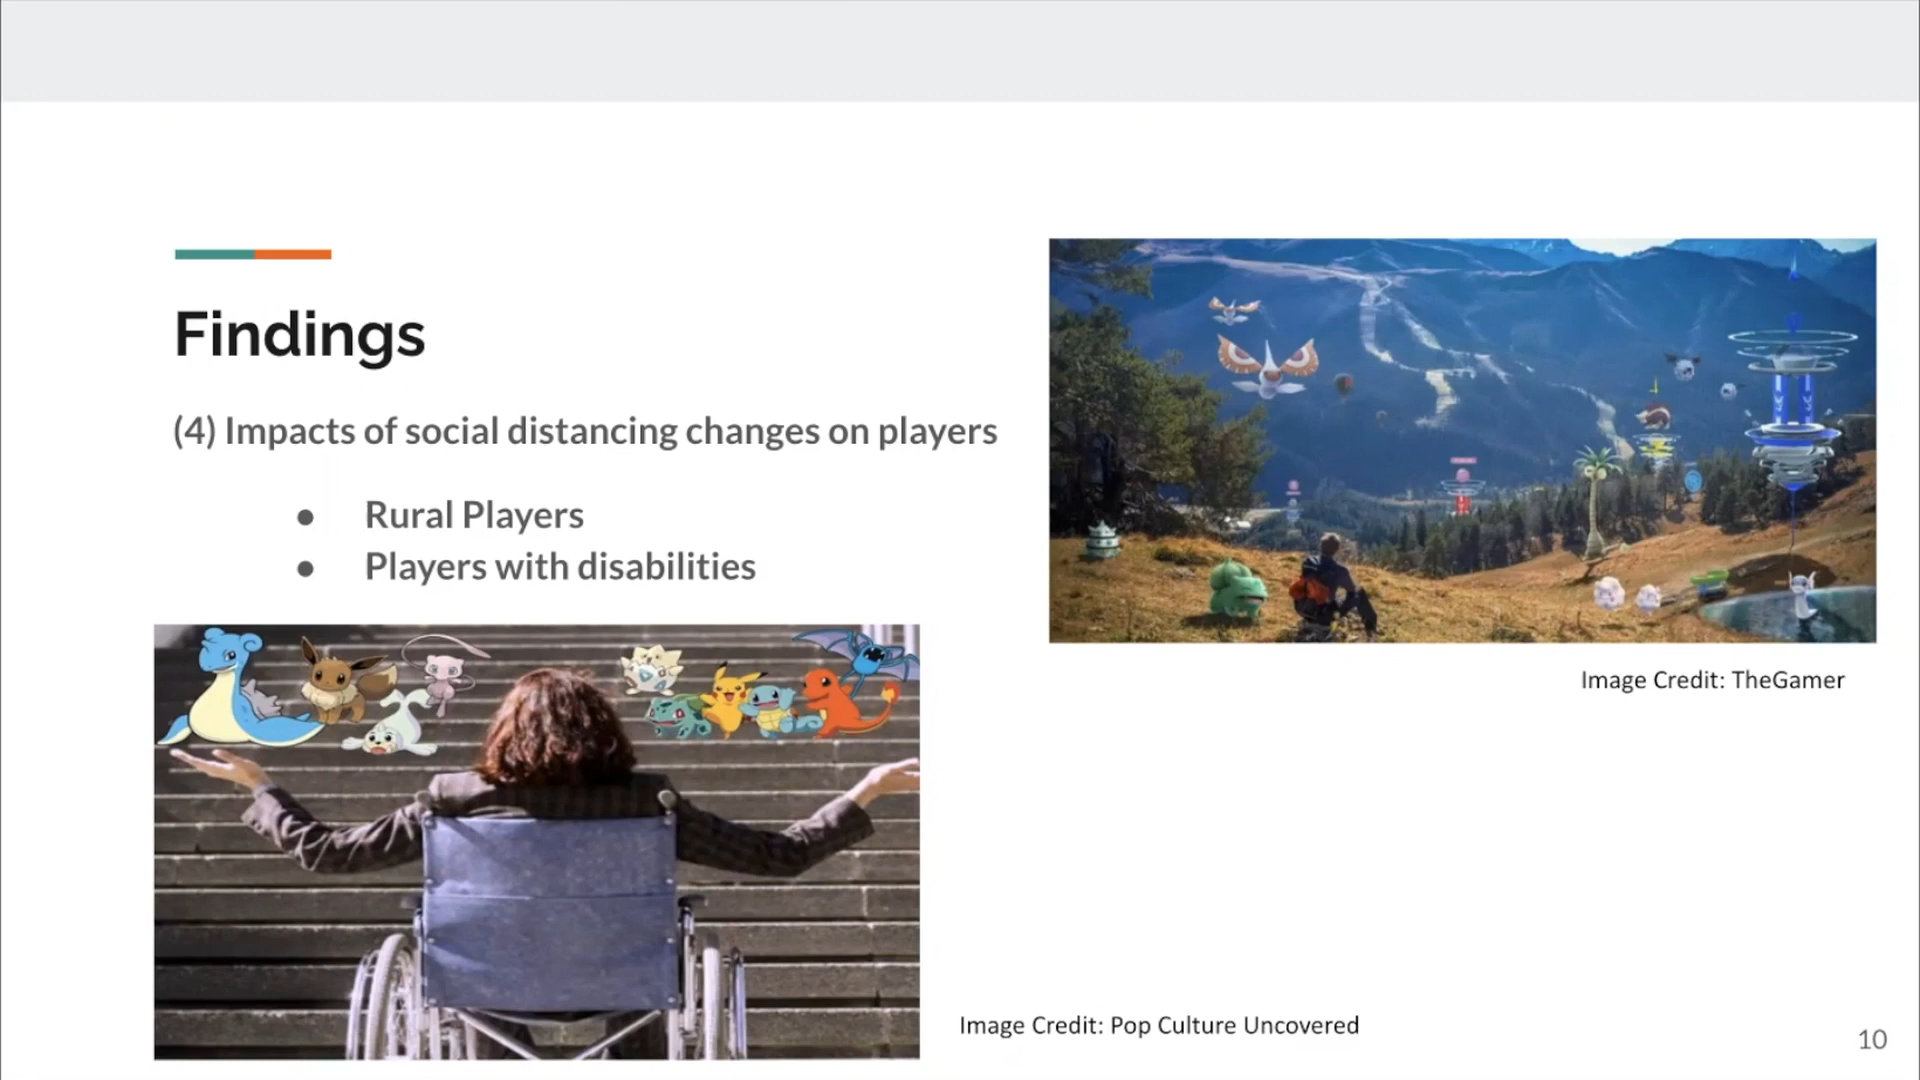 Findings
(4) Impacts of social distancing changes on players
● Rural Players
● Players with disabilities
Image Credit: TheGamer
Image Credit: Pop Culture Uncovered
10